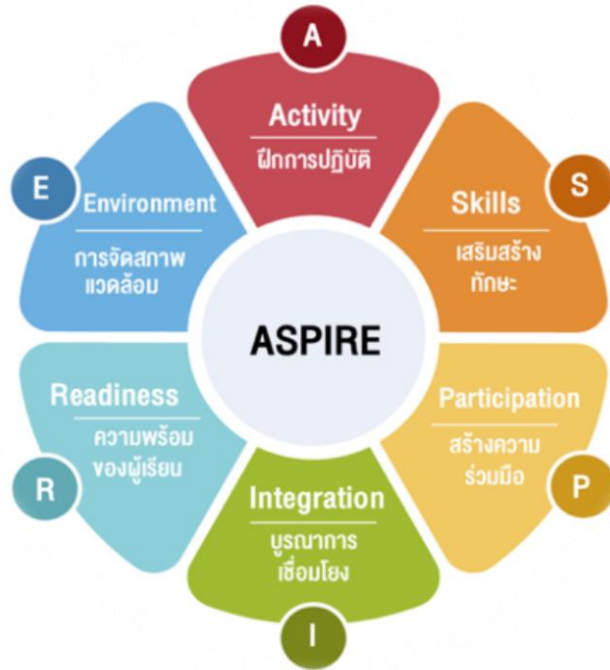 A
Activity
ฝึกการปฏิบัติ
S
Skills
เสริมสร้าง
ทักษะ
P
Participation
สร้างความ
ร่วมมือ
I
Integration
บูรณาการ
เชื่อมโยง
R
Readiness
ความพร้อม
ของผู้เรียน
E
Environment
การจัดสภาพ
แวดล้อม
ASPIRE